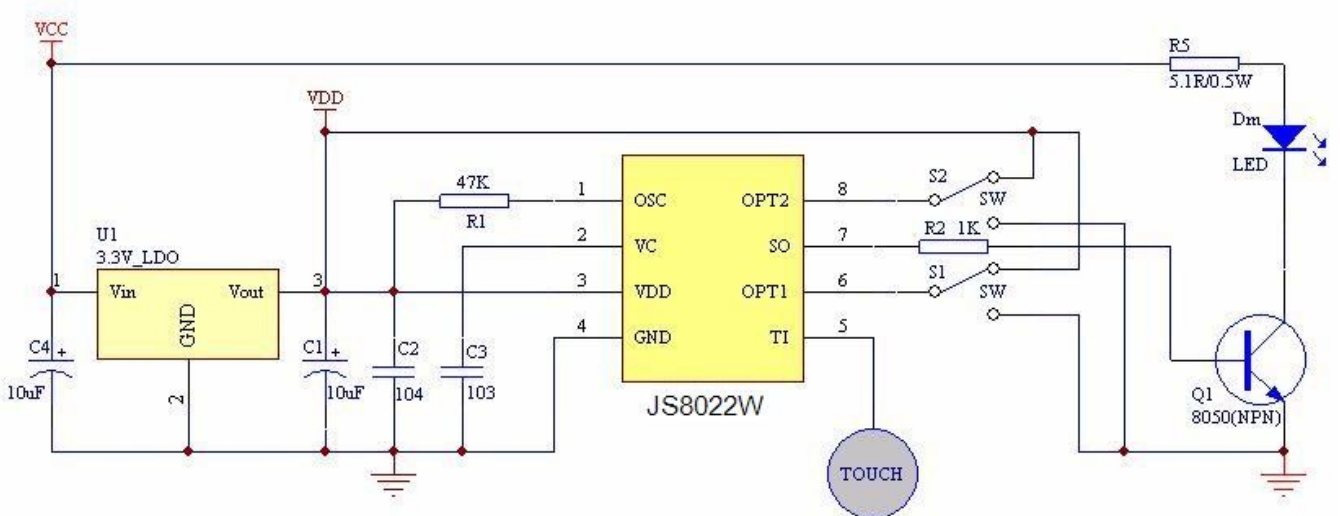 VCC
R5
5.1R/0.5W
VDD
Dm
LED
47K
R1
1
OSC
OPT2
8
S2
SW
2
VC
SO
7
R2 1K
U1
3.3V_LDO
1
Vin
Vout
3
GND
2
3
VDD
OPT1
6
S1
SW
4
GND
TI
5
C4
+
10uF
C1
+
10uF
C2
104
C3
103
JS8022W
Q1
8050(NPN)
TOUCH